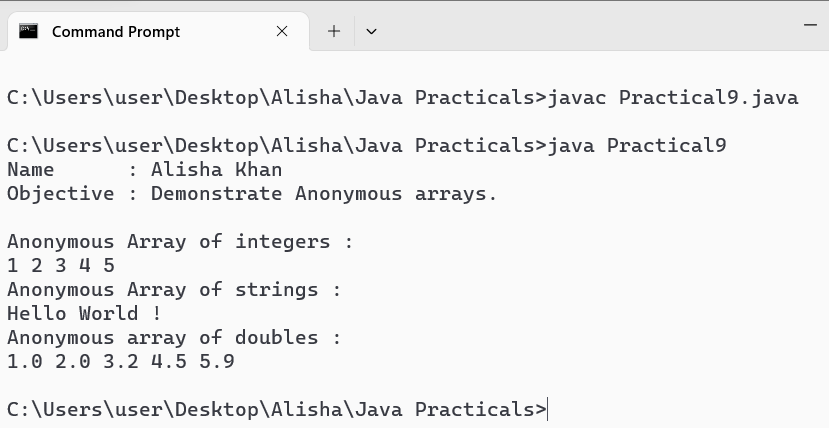 Command Prompt
C:\Users\user\Desktop\Alisha\Java Practicals>javac Practical9.java
C:\Users\user\Desktop\Alisha\Java Practicals>java Practical9
Name      : Alisha Khan
Objective : Demonstrate Anonymous arrays.
Anonymous Array of integers :
1 2 3 4 5
Anonymous Array of strings :
Hello World !
Anonymous array of doubles :
1.0 2.0 3.2 4.5 5.9
C:\Users\user\Desktop\Alisha\Java Practicals>